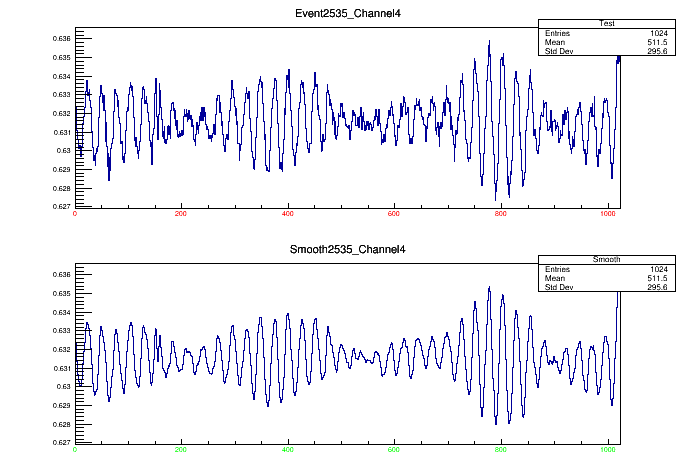 Event2535_Channel4
Test
Entries 1024
Mean 511.5
Std Dev 295.6
0.636
0.635
0.634
0.633
0.632
0.631
0.63
0.629
0.628
0.627
0 200 400 600 800 1000
Smooth2535_Channel4
Smooth
Entries 1024
Mean 511.5
Std Dev 295.6
0.636
0.635
0.634
0.633
0.632
0.631
0.63
0.629
0.628
0.627
0 200 400 600 800 1000